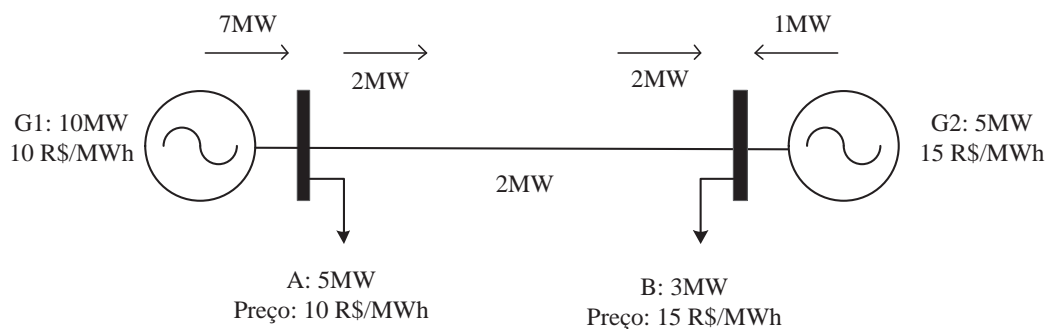 7MW
2MW
2MW
1MW
G1: 10MW
10 R$/MWh
G2: 5MW
15 R$/MWh
2MW
A: 5MW
Preço: 10 R$/MWh
B: 3MW
Preço: 15 R$/MWh